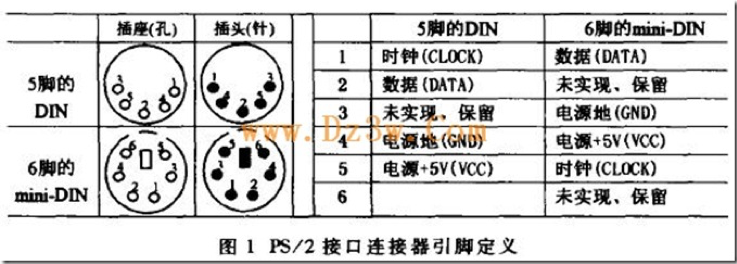 插座(孔) 插头(针) 5脚的DIN 6脚的mini-DIN
5脚的
DIN
3 1 5 2 4
1 3 4 2 5
6脚的
mini-DIN
6 5 4 3 2 1
5 6 3 4 1 2
1 时钟(CLOCK) 数据(DATA)
2 数据(DATA) 未实现、保留
3 未实现、保留 电源地(GND)
4 电源地(GND) 电源+5V(VCC)
5 电源+5V(VCC) 时钟(CLOCK)
6 未实现、保留
www.Dz3w.Com
图 1 PS/2 接口连接器引脚定义